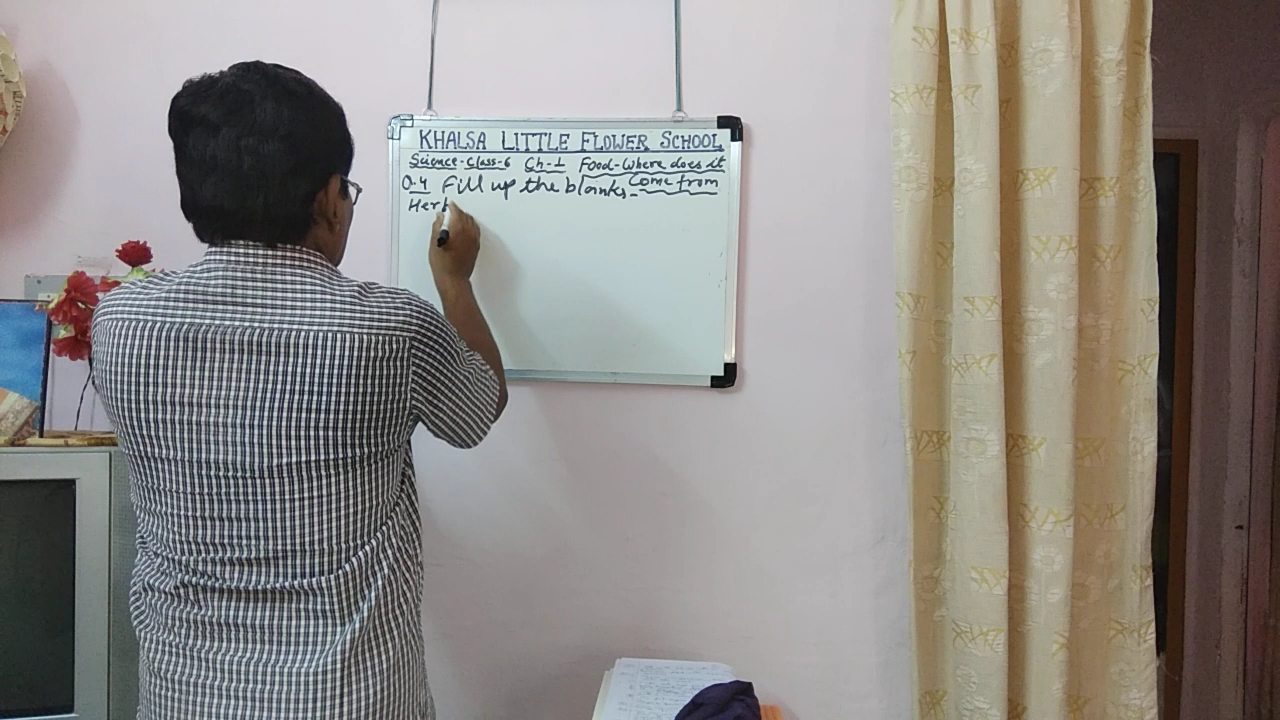 KHALSA LITTLE FLOWER SCHOOL
Science-Class-6 Ch-1 Food-Where does it
Q.4 Fill up the blanks- Come from
Herb